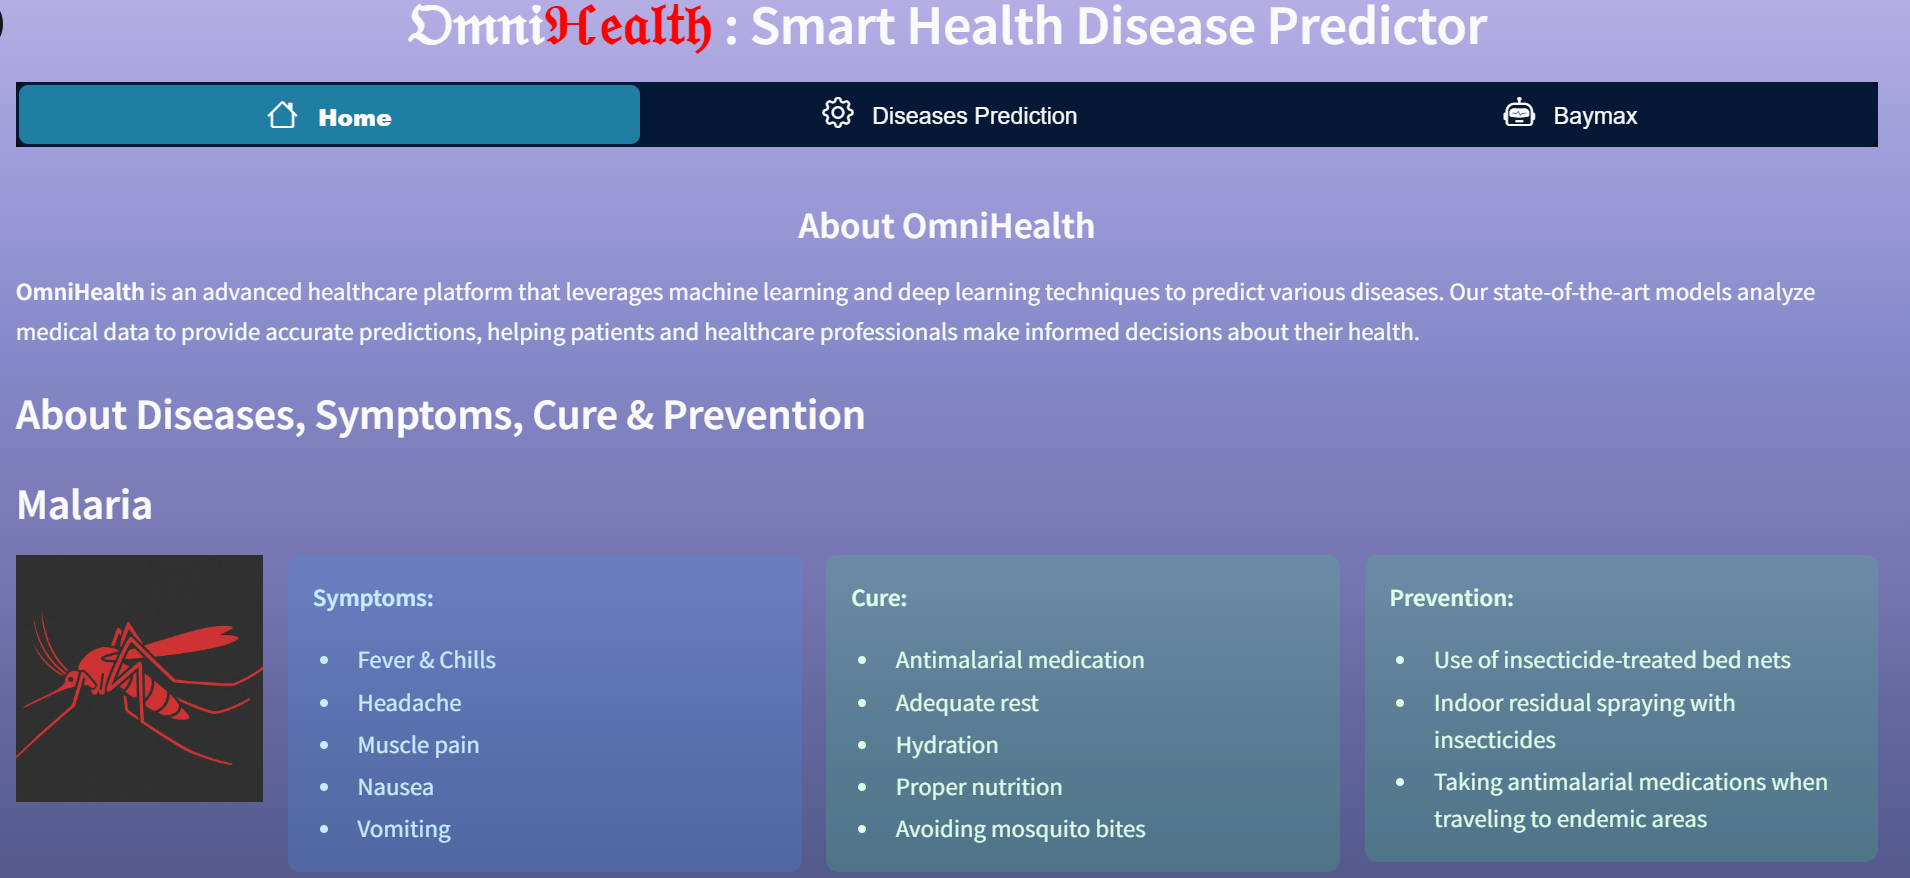 OmniHealth : Smart Health Disease Predictor
Home
Diseases Prediction
Baymax
About OmniHealth
OmniHealth is an advanced healthcare platform that leverages machine learning and deep learning techniques to predict various diseases. Our state-of-the-art models analyze
medical data to provide accurate predictions, helping patients and healthcare professionals make informed decisions about their health.
About Diseases, Symptoms, Cure & Prevention
Malaria
Symptoms:
• Fever & Chills
• Headache
• Muscle pain
• Nausea
• Vomiting
Cure:
• Antimalarial medication
• Adequate rest
• Hydration
• Proper nutrition
• Avoiding mosquito bites
Prevention:
• Use of insecticide-treated bed nets
• Indoor residual spraying with
insecticides
• Taking antimalarial medications when
traveling to endemic areas